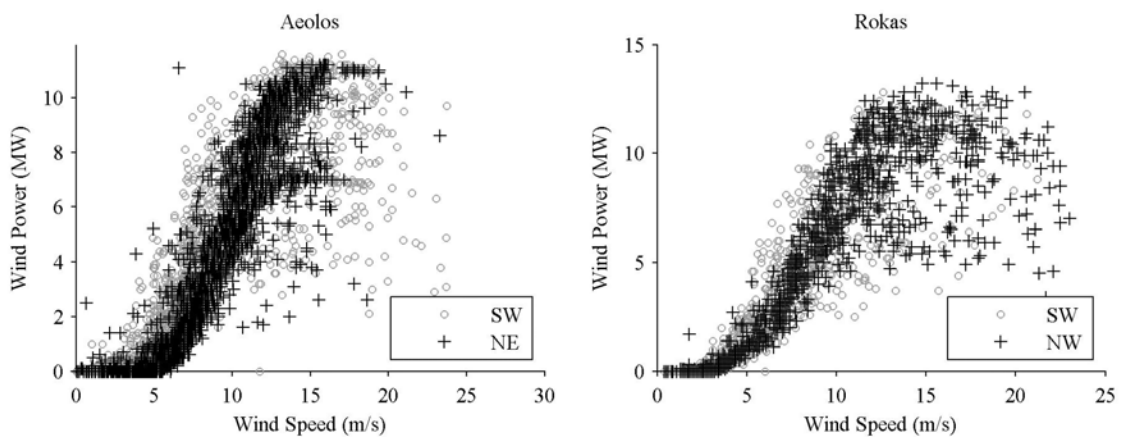 Aeolos
Wind Power (MW)
10
8
6
4
2
0
0 5 10 15 20 25 30
Wind Speed (m/s)
SW
NE
Rokas
Wind Power (MW)
15
10
5
0
0 5 10 15 20 25
Wind Speed (m/s)
SW
NW